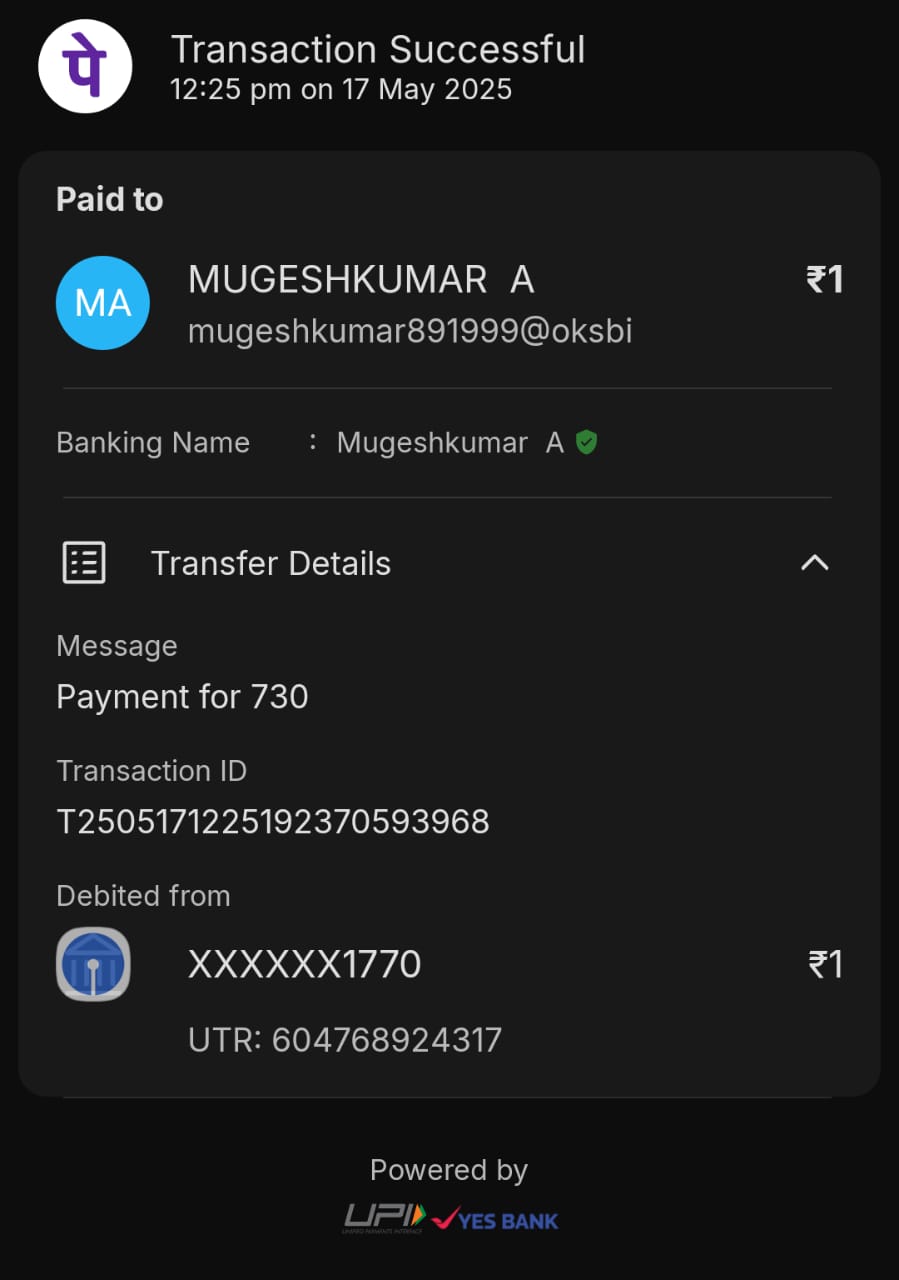 पे
Transaction Successful
12:25 pm on 17 May 2025
Paid to
MA
MUGESHKUMAR A
₹1
mugeshkumar891999@oksbi
Banking Name : Mugeshkumar A
Transfer Details
Message
Payment for 730
Transaction ID
T2505171225192370593968
Debited from
XXXXXX1770
₹1
UTR: 604768924317
Powered by
UPI YES BANK
UNIFIED PAYMENTS INTERFACE